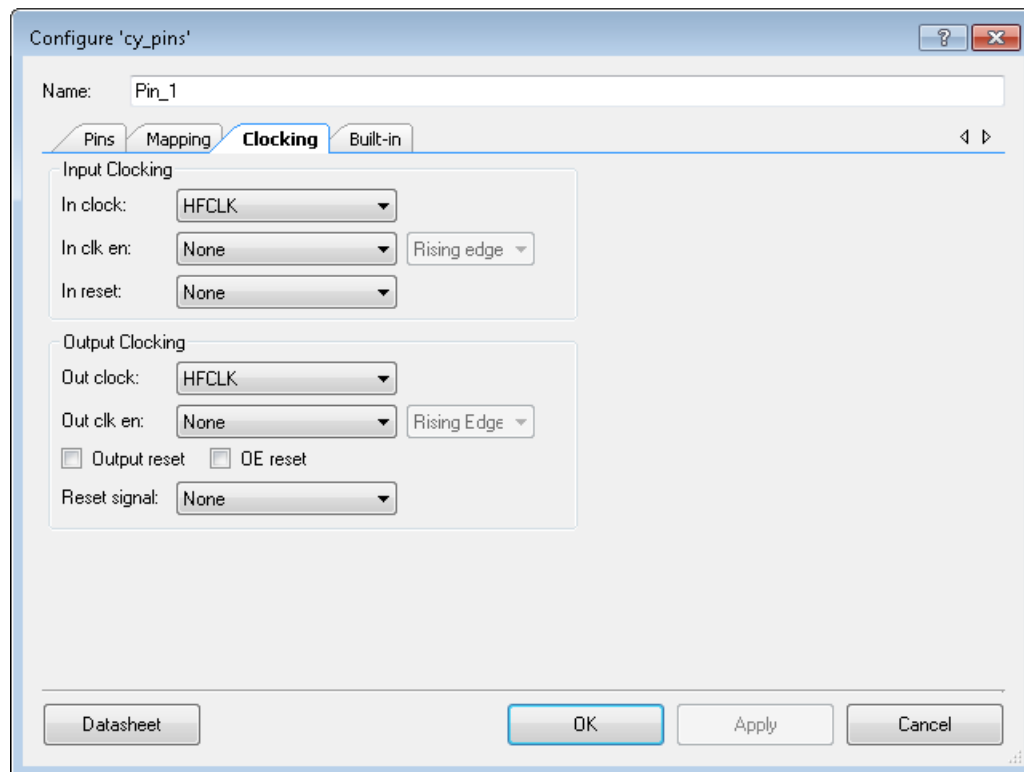 Configure 'cy_pins'
Name: Pin_1
Pins Mapping Clocking Built-in
Input Clocking
In clock: HFCLK
In clk en: None Rising edge
In reset: None
Output Clocking
Out clock: HFCLK
Out clk en: None Rising Edge
Output reset OE reset
Reset signal: None
Datasheet OK Apply Cancel